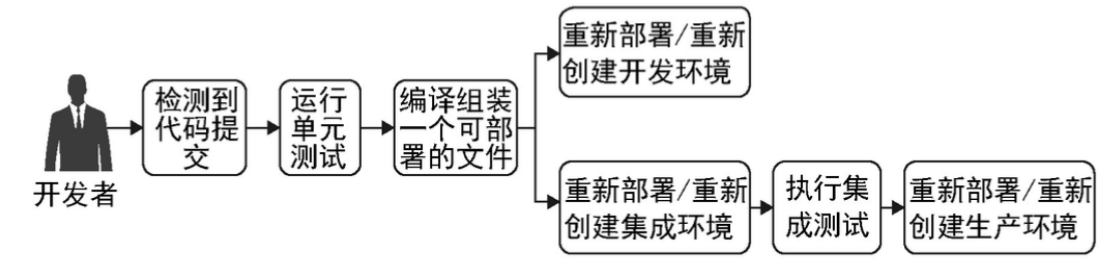 开发者
检测到
代码提
交
运行
单元
测试
编译组装
一个可部
署的文件
重新部署/重新
创建开发环境
重新部署/重新
创建集成环境
执行集
成测试
重新部署/重新
创建生产环境